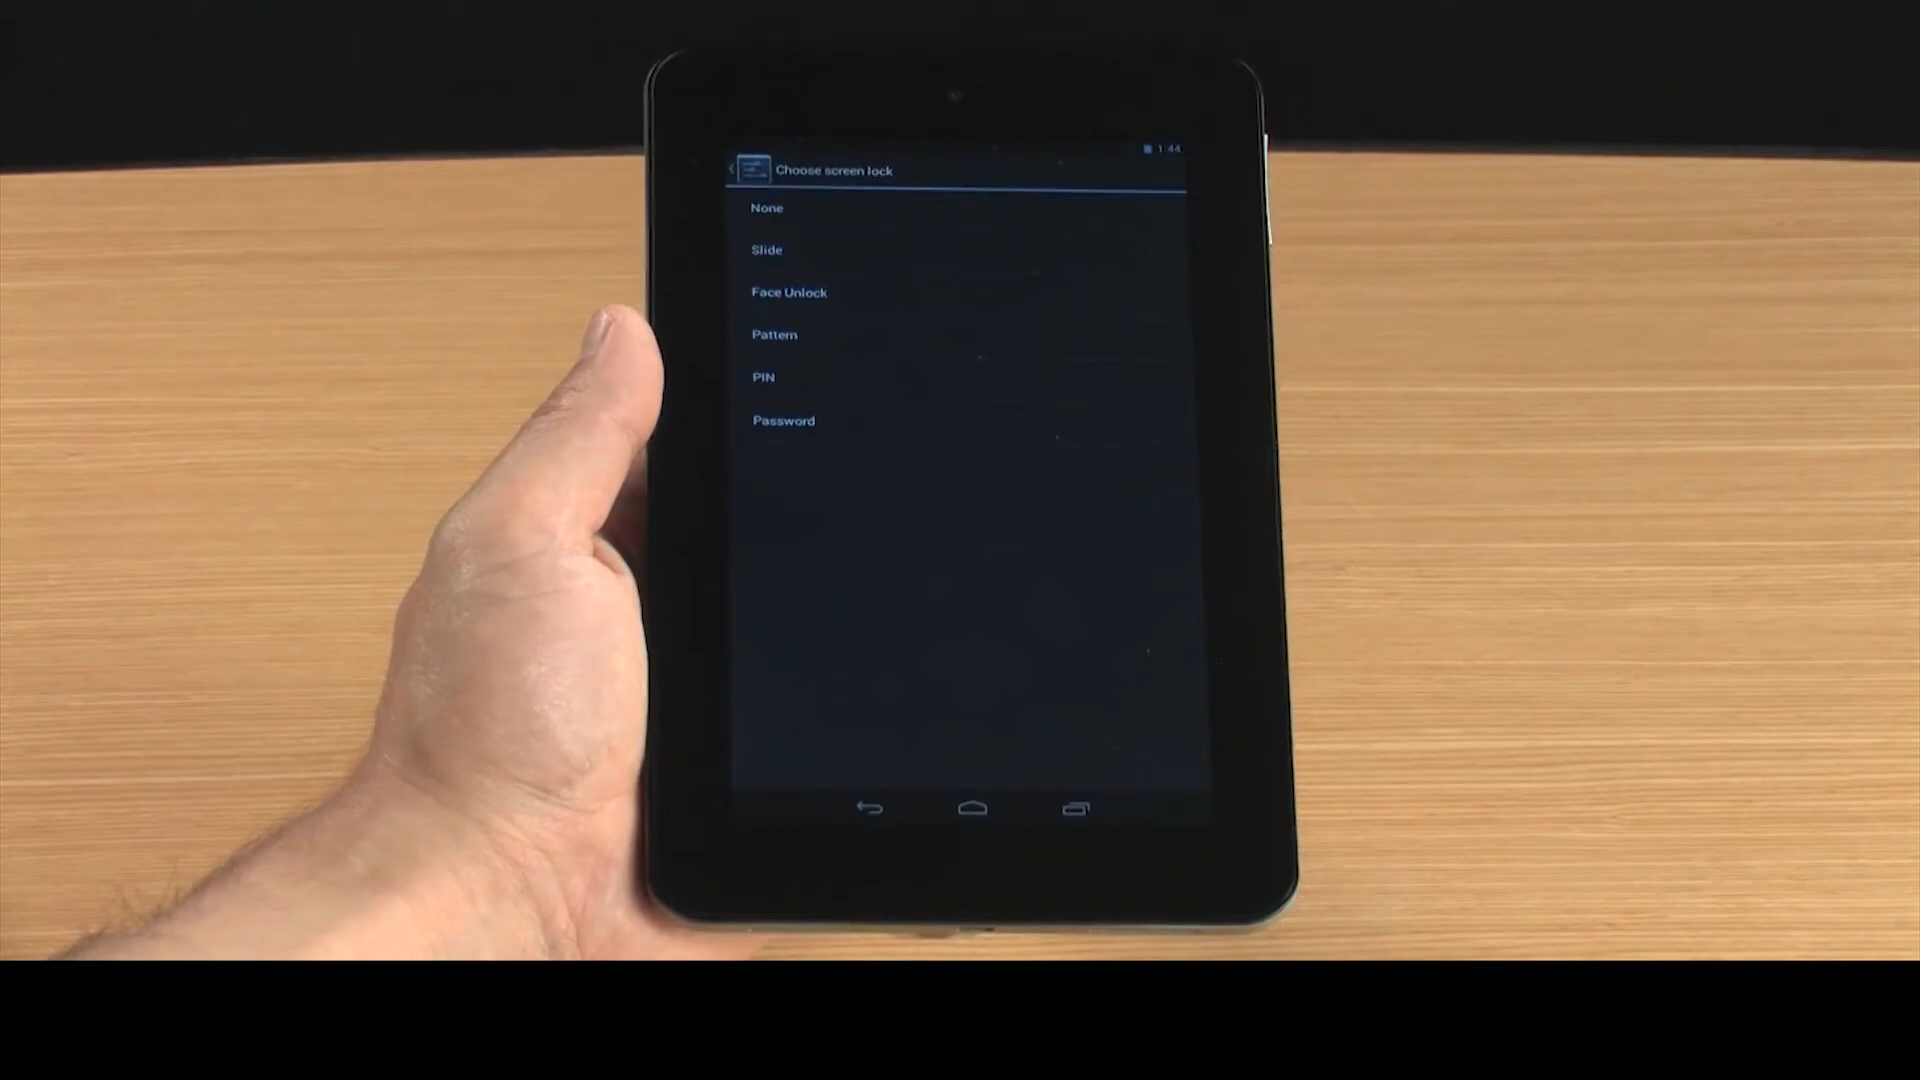 1:44
Choose screen lock
None
Slide
Face Unlock
Pattern
PIN
Password